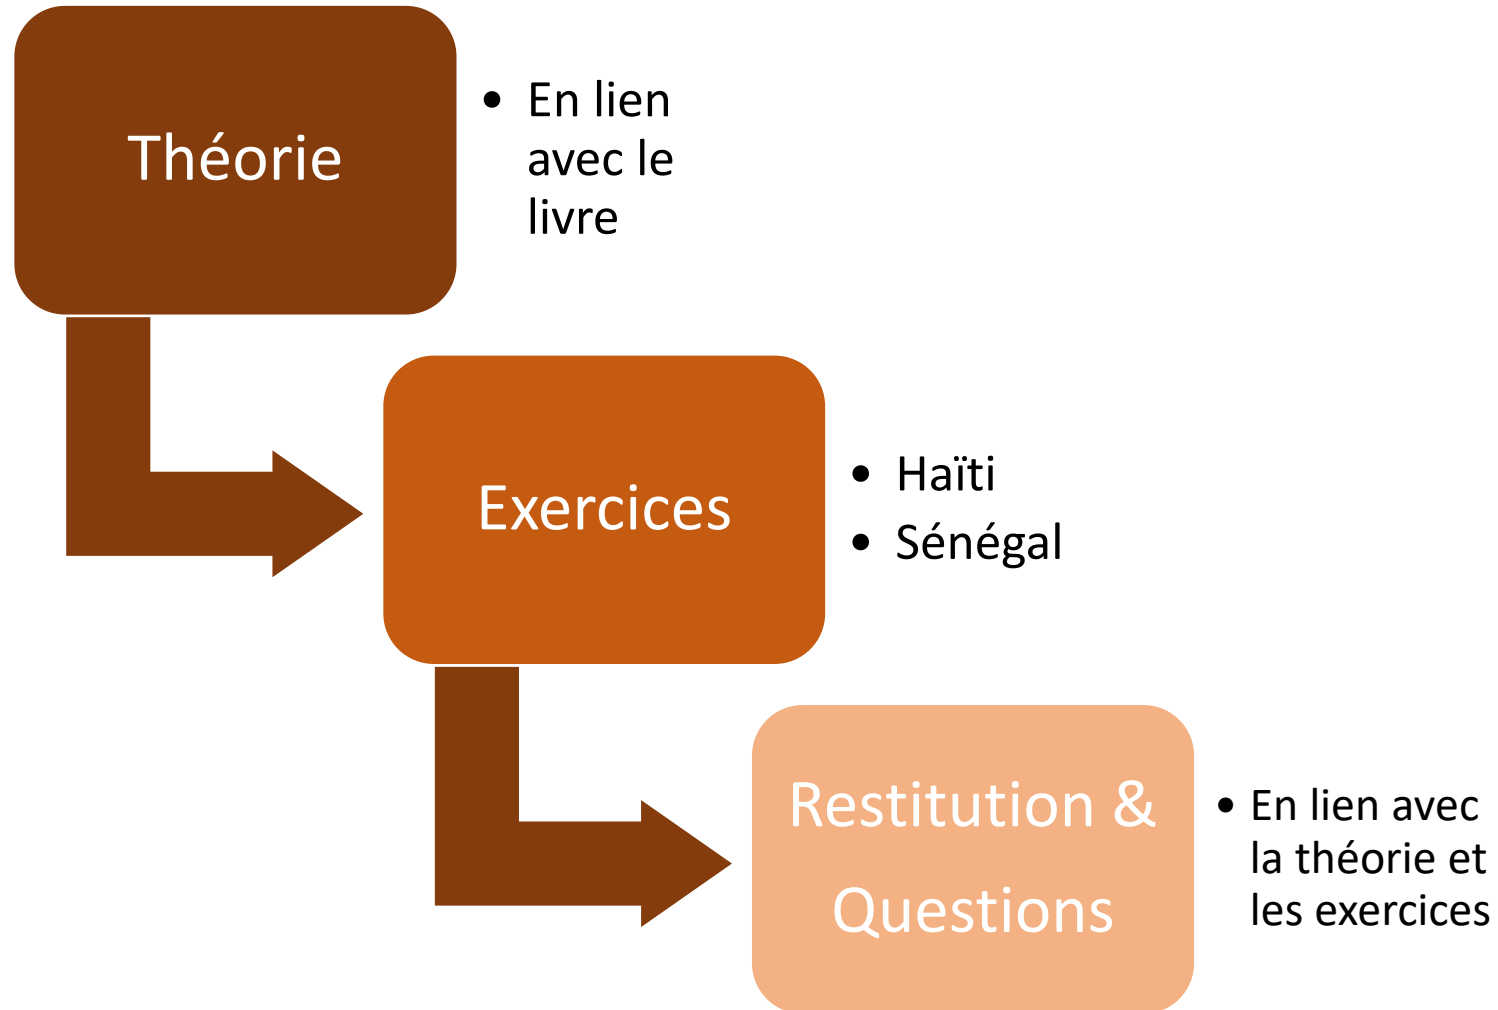 Théorie
• En lien
avec le
livre
Exercices
• Haïti
• Sénégal
Restitution &
Questions
• En lien avec
la théorie et
les exercices